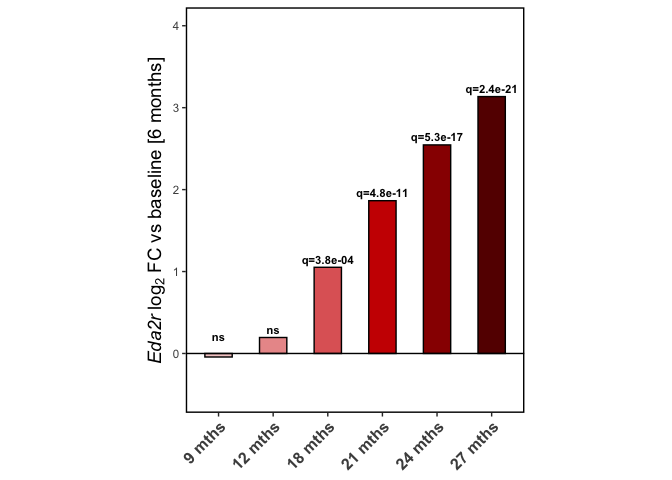 Eda2r log2 FC vs baseline [6 months]
4
3
2
1
0
ns
ns
q=3.8e-04
q=4.8e-11
q=5.3e-17
q=2.4e-21
9 mths
12 mths
18 mths
21 mths
24 mths
27 mths